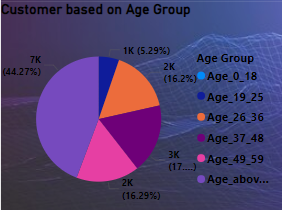 Customer based on Age Group
7K
(44.27%)
1K (5.29%)
2K
(16.2%)
3K
(17....)
2K
(16.29%)
Age Group
Age_0_18
Age_19_25
Age_26_36
Age_37_48
Age_49_59
Age_abov...